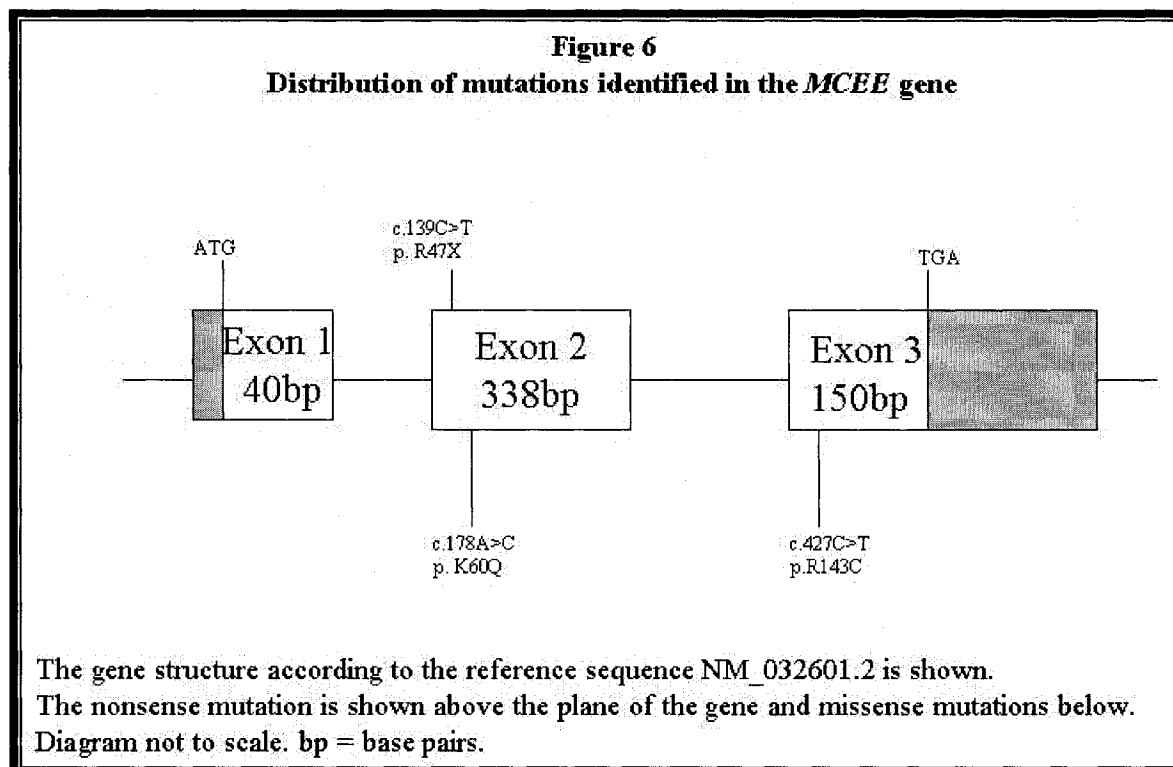 Figure 6
Distribution of mutations identified in the MCEE gene
c.139C>T
p. R47X
ATG
TGA
Exon 1
40bp
Exon 2
338bp
Exon 3
150bp
c.178A>C
p. K60Q
c.427C>T
p.R143C
The gene structure according to the reference sequence NM_032601.2 is shown.
The nonsense mutation is shown above the plane of the gene and missense mutations below.
Diagram not to scale. bp = base pairs.